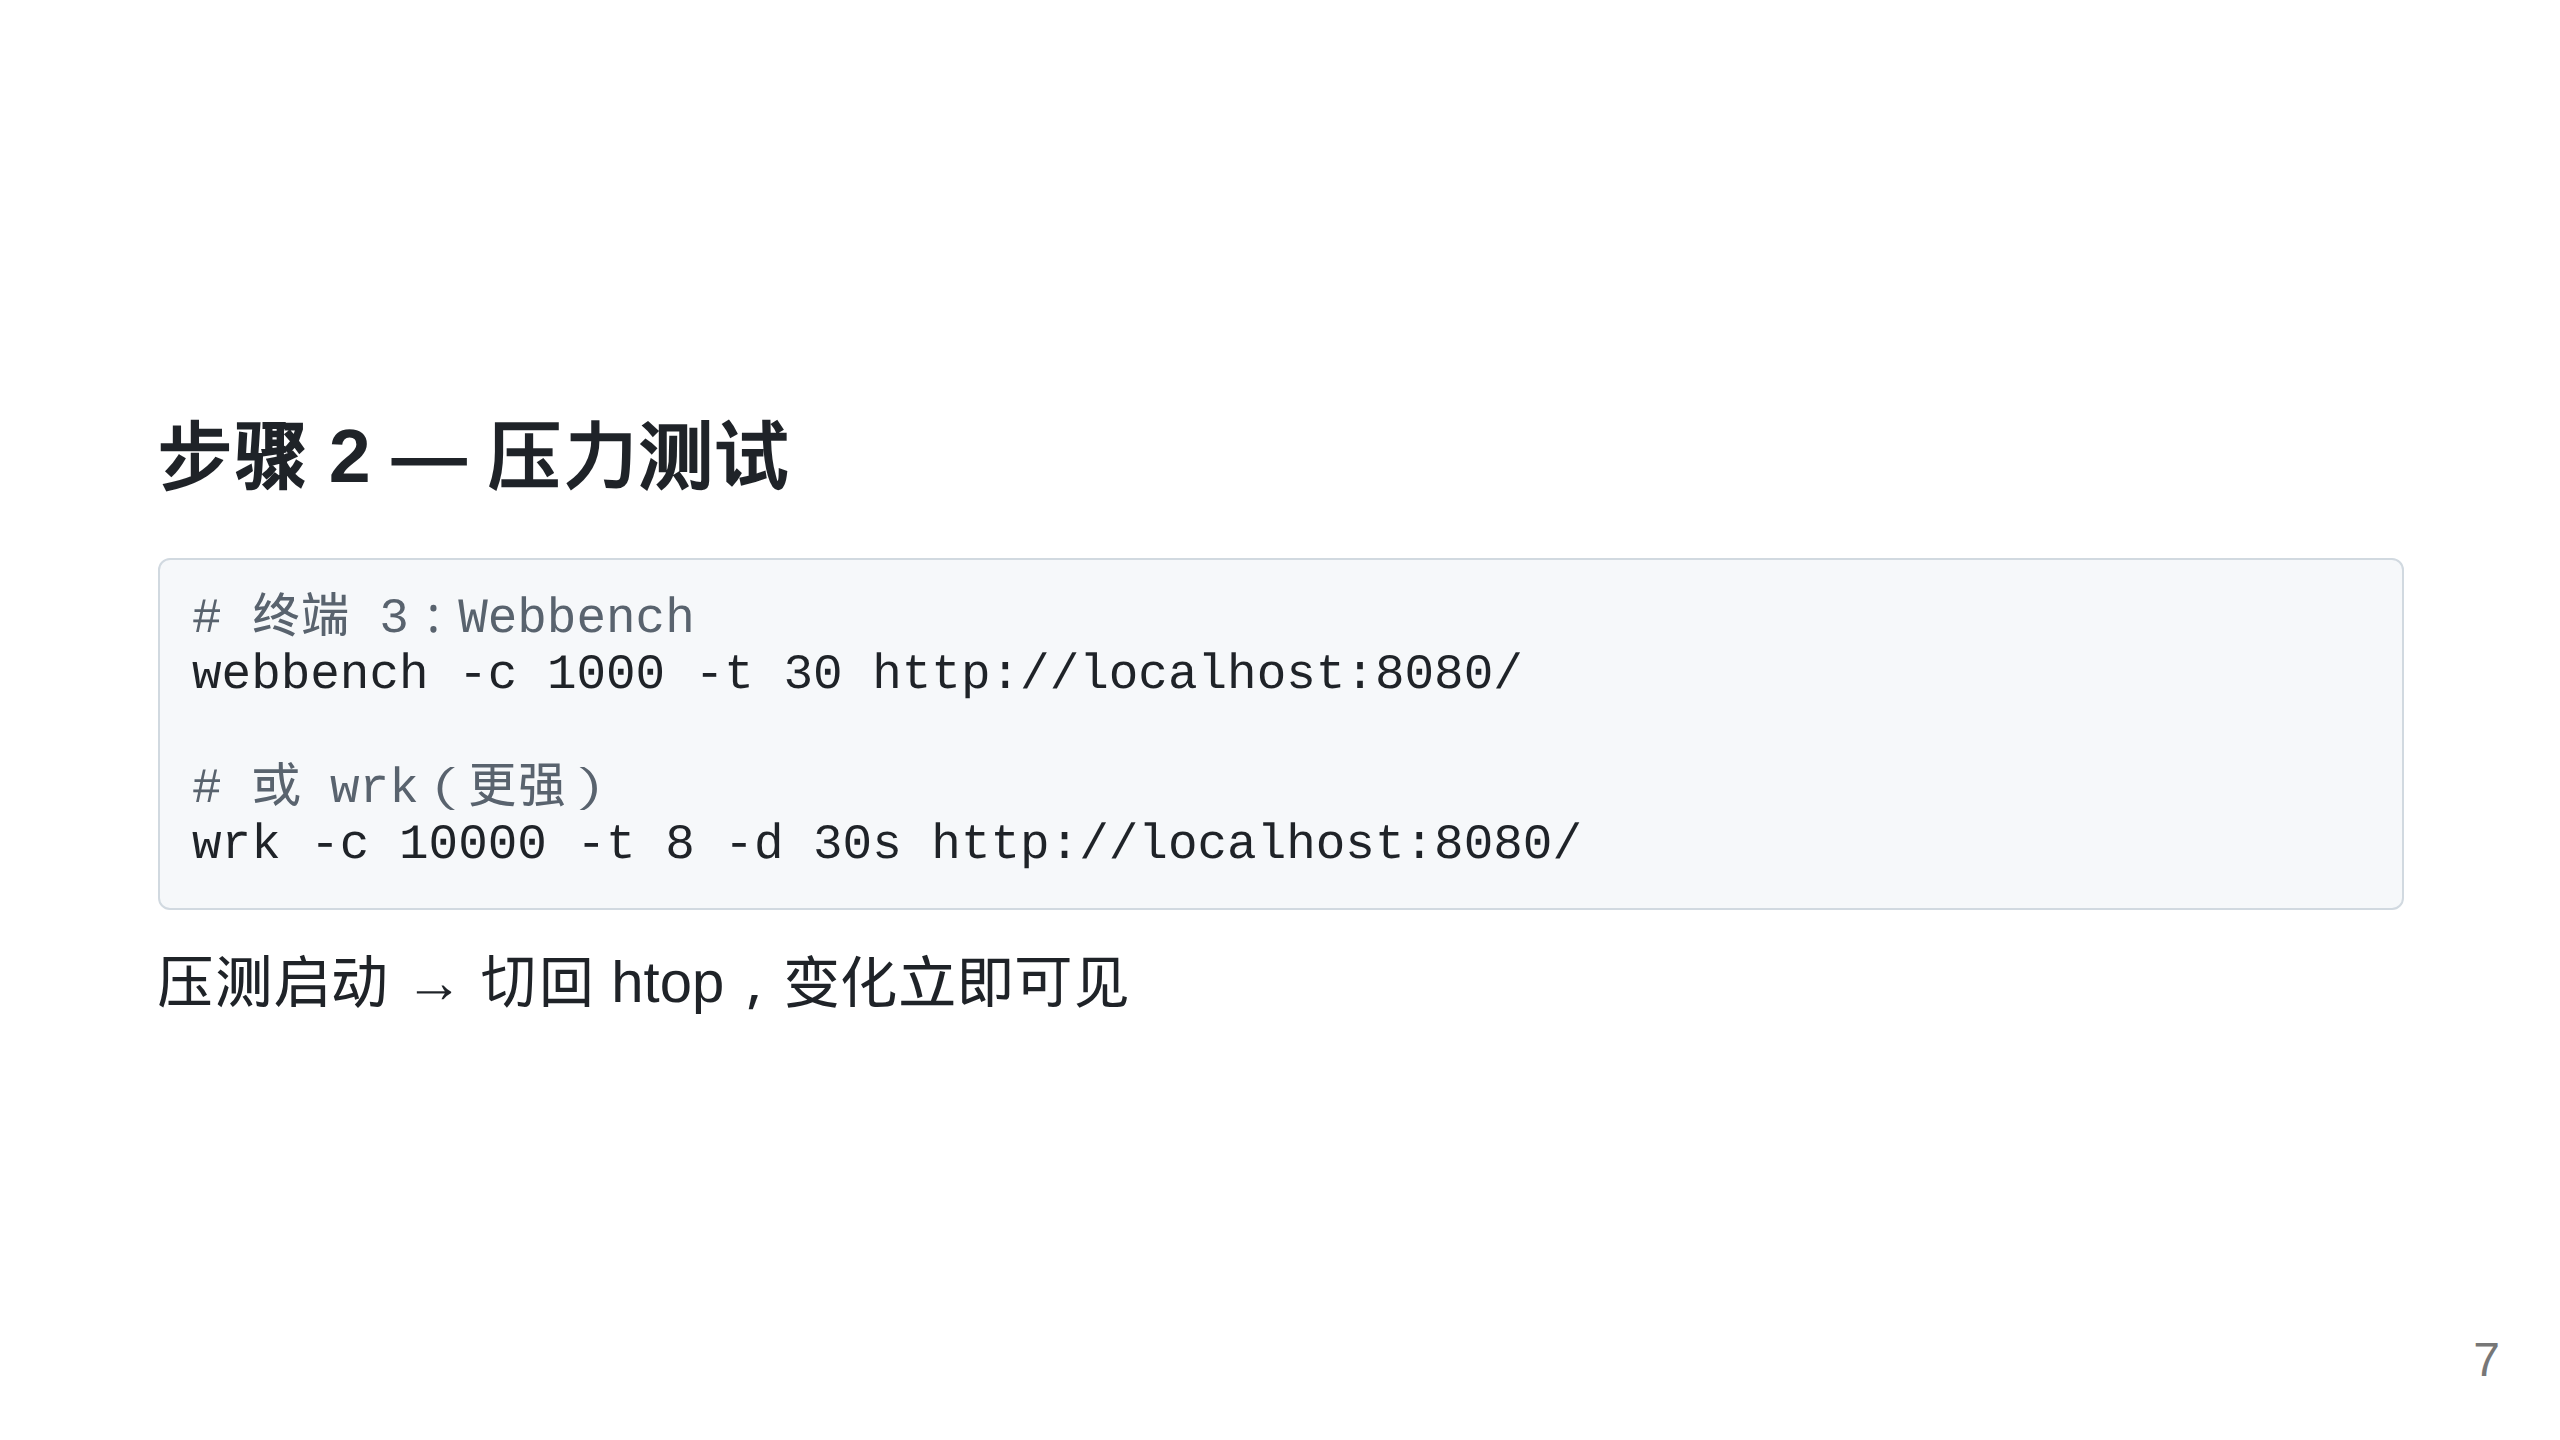 步骤 2 — 压力测试
# 终端 3：Webbench
webbench -c 1000 -t 30 http://localhost:8080/
# 或 wrk（更强）
wrk -c 10000 -t 8 -d 30s http://localhost:8080/
压测启动 → 切回 htop，变化立即可见
7